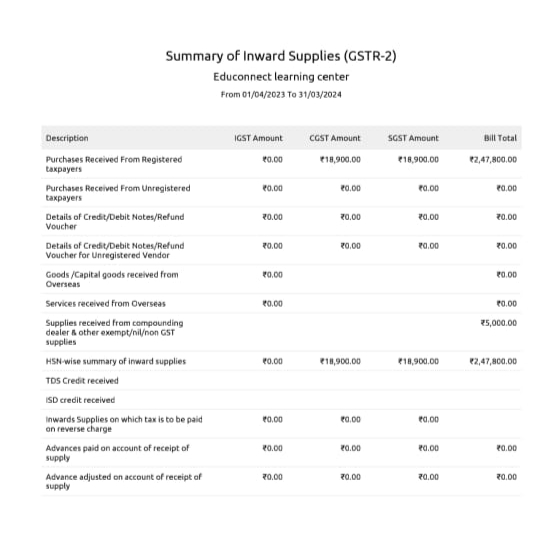 Summary of Inward Supplies (GSTR-2)
Educonnect learning center
From 01/04/2023 To 31/03/2024
Description IGST Amount CGST Amount SGST Amount Bill Total
Purchases Received From Registered ₹0.00 ₹18,900.00 ₹18,900.00 ₹2,47,800.00
taxpayers
Purchases Received From Unregistered ₹0.00 ₹0.00 ₹0.00 ₹0.00
taxpayers
Details of Credit/Debit Notes/Refund ₹0.00 ₹0.00 ₹0.00 ₹0.00
Voucher
Details of Credit/Debit Notes/Refund ₹0.00 ₹0.00 ₹0.00 ₹0.00
Voucher for Unregistered Vendor
Goods /Capital goods received from ₹0.00 ₹0.00
Overseas
Services received from Overseas ₹0.00 ₹0.00
Supplies received from compounding ₹5,000.00
dealer & other exempt/nil/non GST
supplies
HSN-wise summary of inward supplies ₹0.00 ₹18,900.00 ₹18,900.00 ₹2,47,800.00
TDS Credit received
ISD credit received
Inwards Supplies on which tax is to be paid ₹0.00 ₹0.00 ₹0.00
on reverse charge
Advances paid on account of receipt of ₹0.00 ₹0.00 ₹0.00 ₹0.00
supply
Advance adjusted on account of receipt of ₹0.00 ₹0.00 ₹0.00 ₹0.00
supply